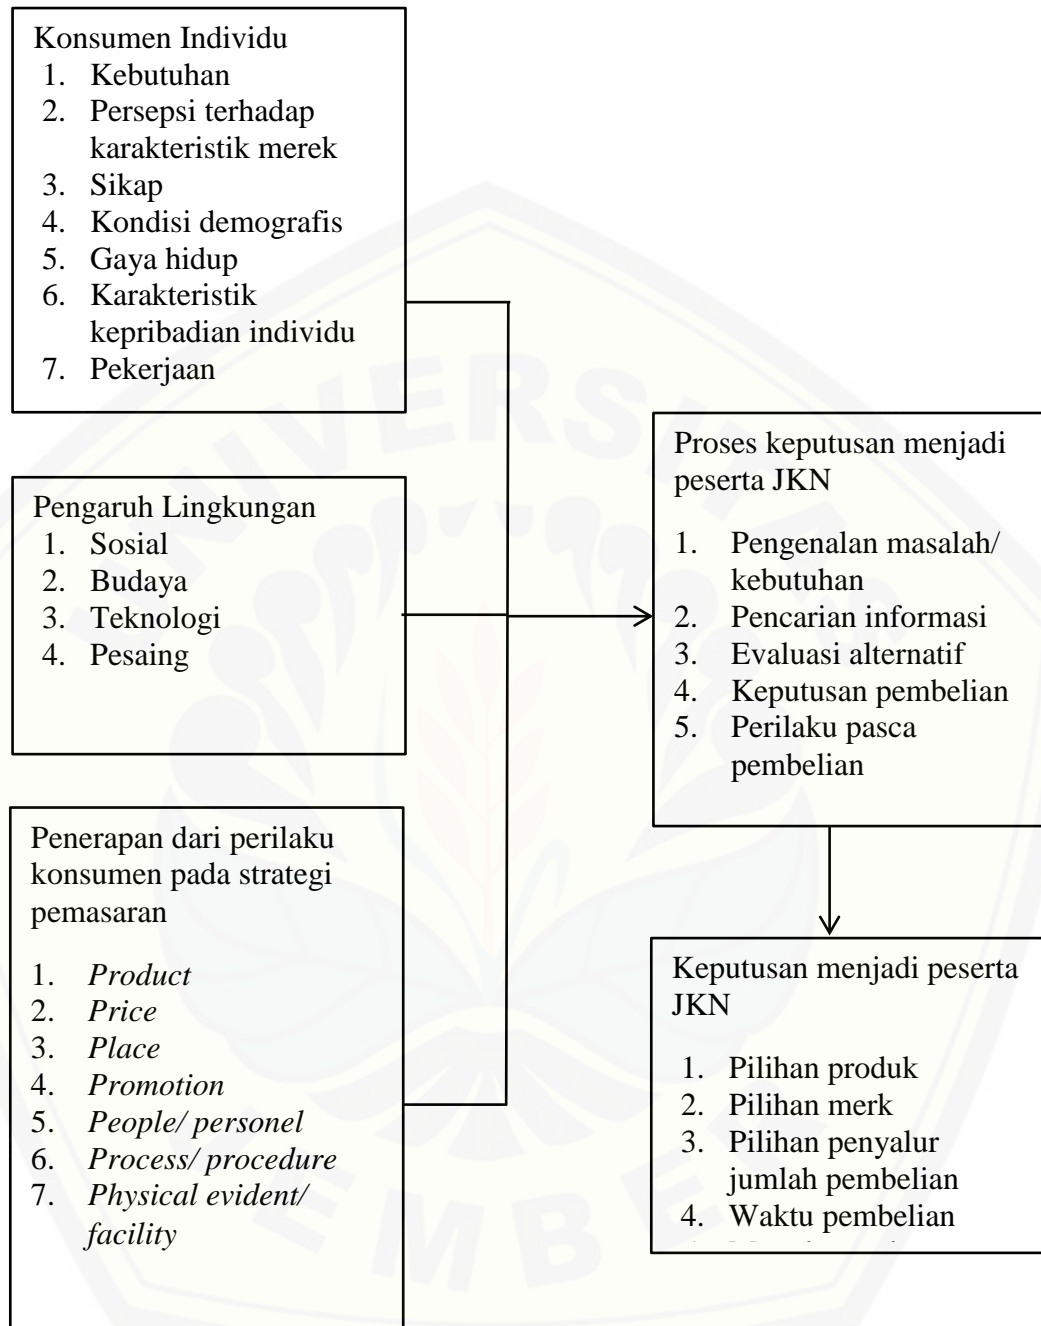 Konsumen Individu
1. Kebutuhan
2. Persepsi terhadap
karakteristik merek
3. Sikap
4. Kondisi demografis
5. Gaya hidup
6. Karakteristik
kepribadian individu
7. Pekerjaan
Pengaruh Lingkungan
1. Sosial
2. Budaya
3. Teknologi
4. Pesaing
Penerapan dari perilaku
konsumen pada strategi
pemasaran
1. Product
2. Price
3. Place
4. Promotion
5. People/ personel
6. Process/ procedure
7. Physical evident/
facility
Proses keputusan menjadi
peserta JKN
1. Pengenalan masalah/
kebutuhan
2. Pencarian informasi
3. Evaluasi alternatif
4. Keputusan pembelian
5. Perilaku pasca
pembelian
Keputusan menjadi peserta
JKN
1. Pilihan produk
2. Pilihan merk
3. Pilihan penyalur
jumlah pembelian
4. Waktu pembelian
UNIVERSITAS
JEMBER